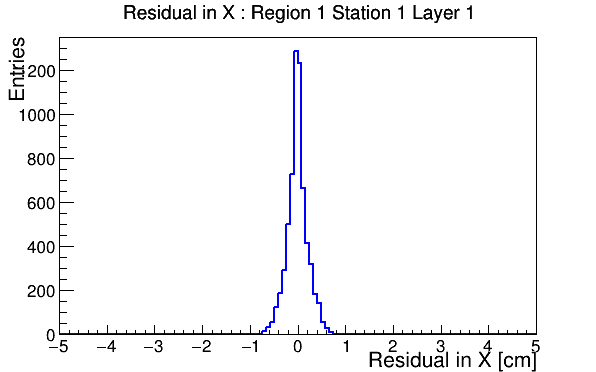 Residual in X : Region 1 Station 1 Layer 1
Entries
1200
1000
800
600
400
200
0
−5 −4 −3 −2 −1 0 1 2 3 4 5
Residual in X [cm]